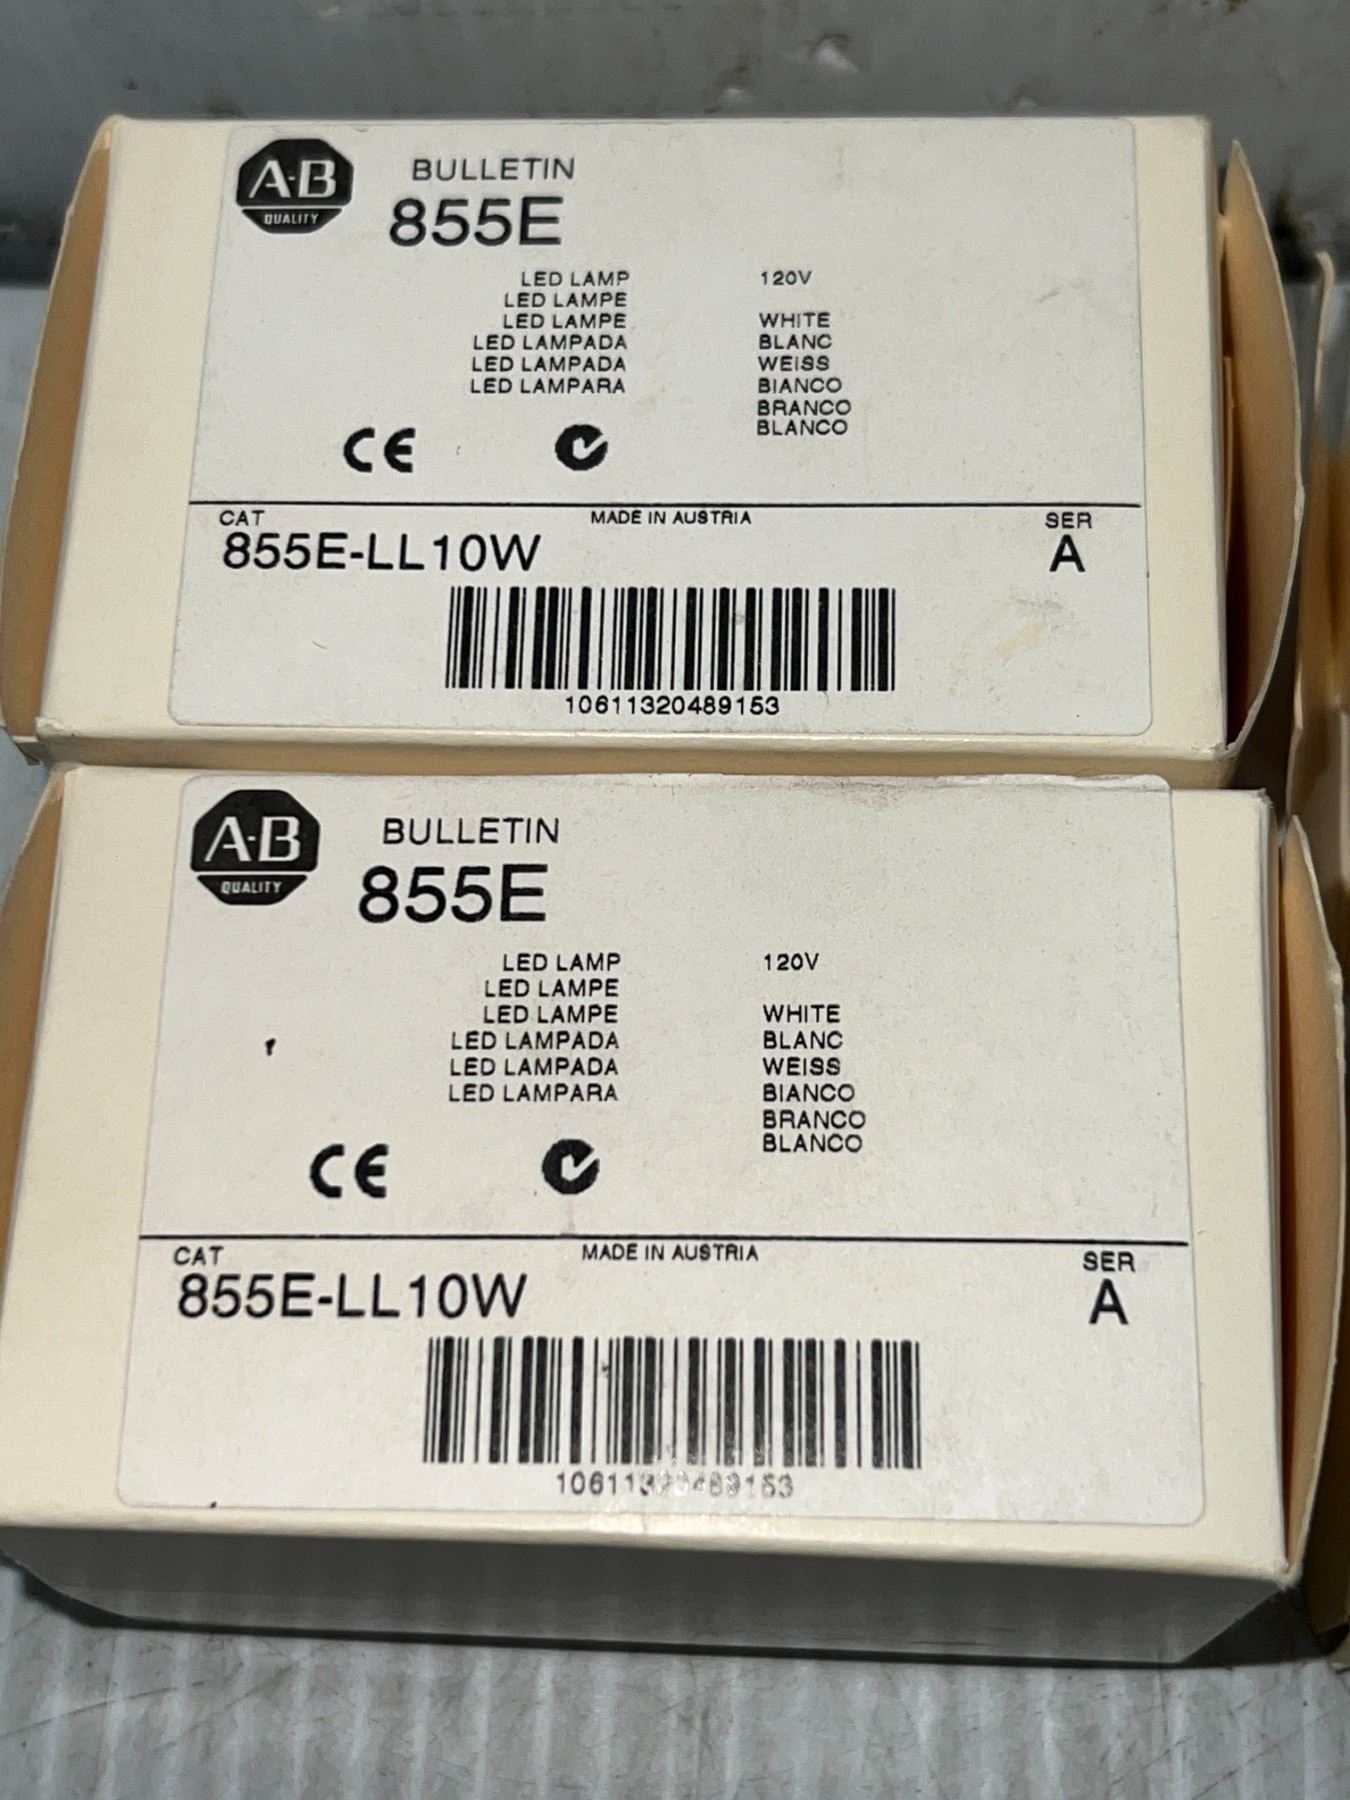 A-B
QUALITY
BULLETIN
855E
LED LAMP 120V
LED LAMPE
LED LAMPE WHITE
LED LAMPADA BLANC
LED LAMPADA WEISS
LED LAMPARA BIANCO
BRANCO
BLANCO
CE
CAT MADE IN AUSTRIA SER
855E-LL10W A
10611320489153
A-B
QUALITY
BULLETIN
855E
LED LAMP 120V
LED LAMPE
LED LAMPE WHITE
LED LAMPADA BLANC
LED LAMPADA WEISS
LED LAMPARA BIANCO
BRANCO
BLANCO
CE
CAT MADE IN AUSTRIA SER
855E-LL10W A
10611320489153